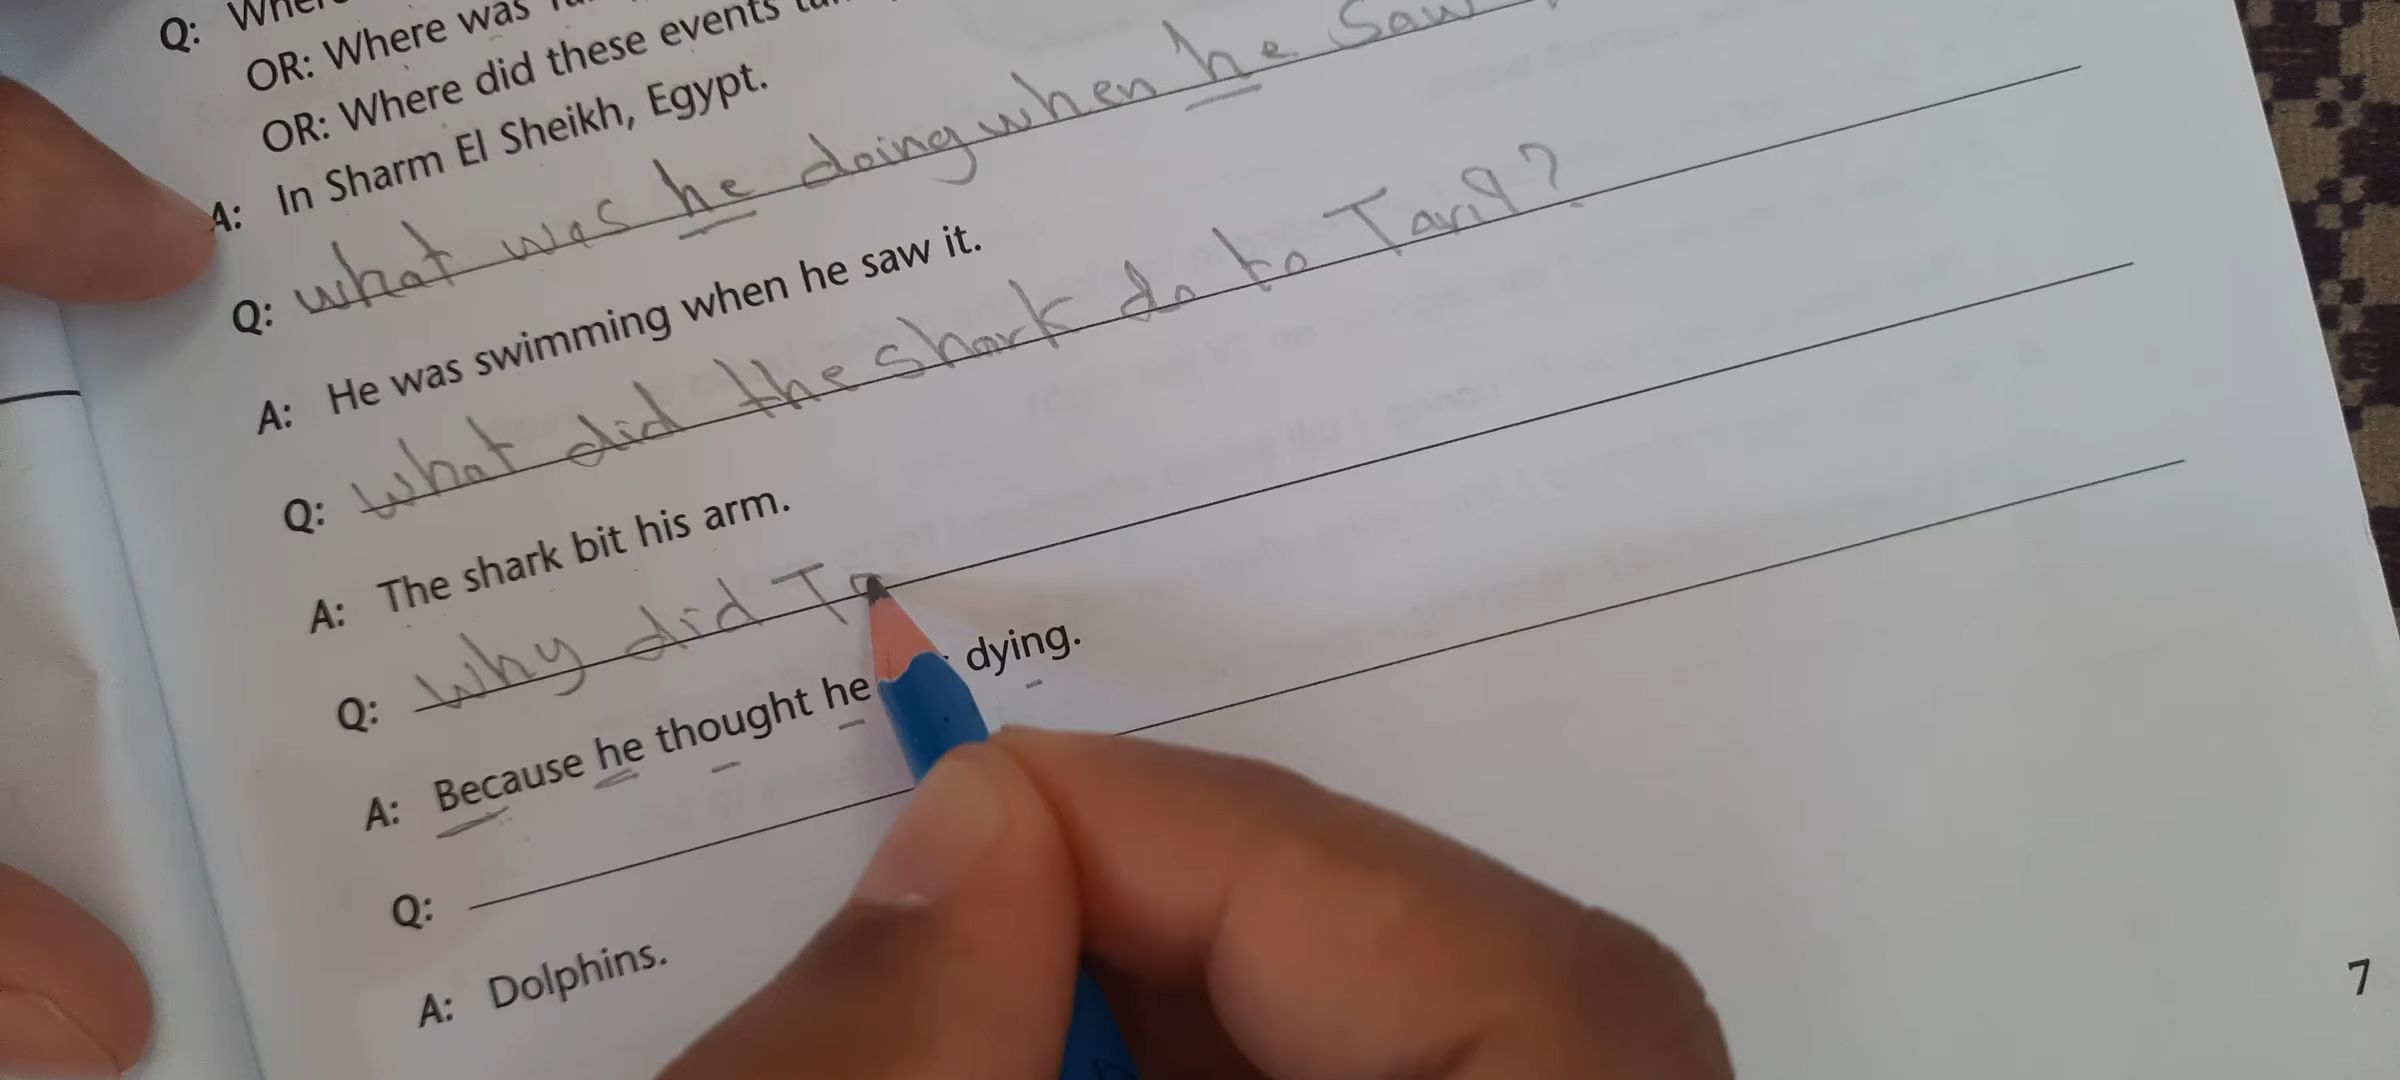 Q: Where
OR: Where was
OR: Where did these events
A: In Sharm El Sheikh, Egypt.
Q: what was he doing when he saw
A: He was swimming when he saw it.
Q: what did the shark do to Tariq?
A: The shark bit his arm.
Q: why did Ta
A: Because he thought he dying.
Q:
A: Dolphins.
7